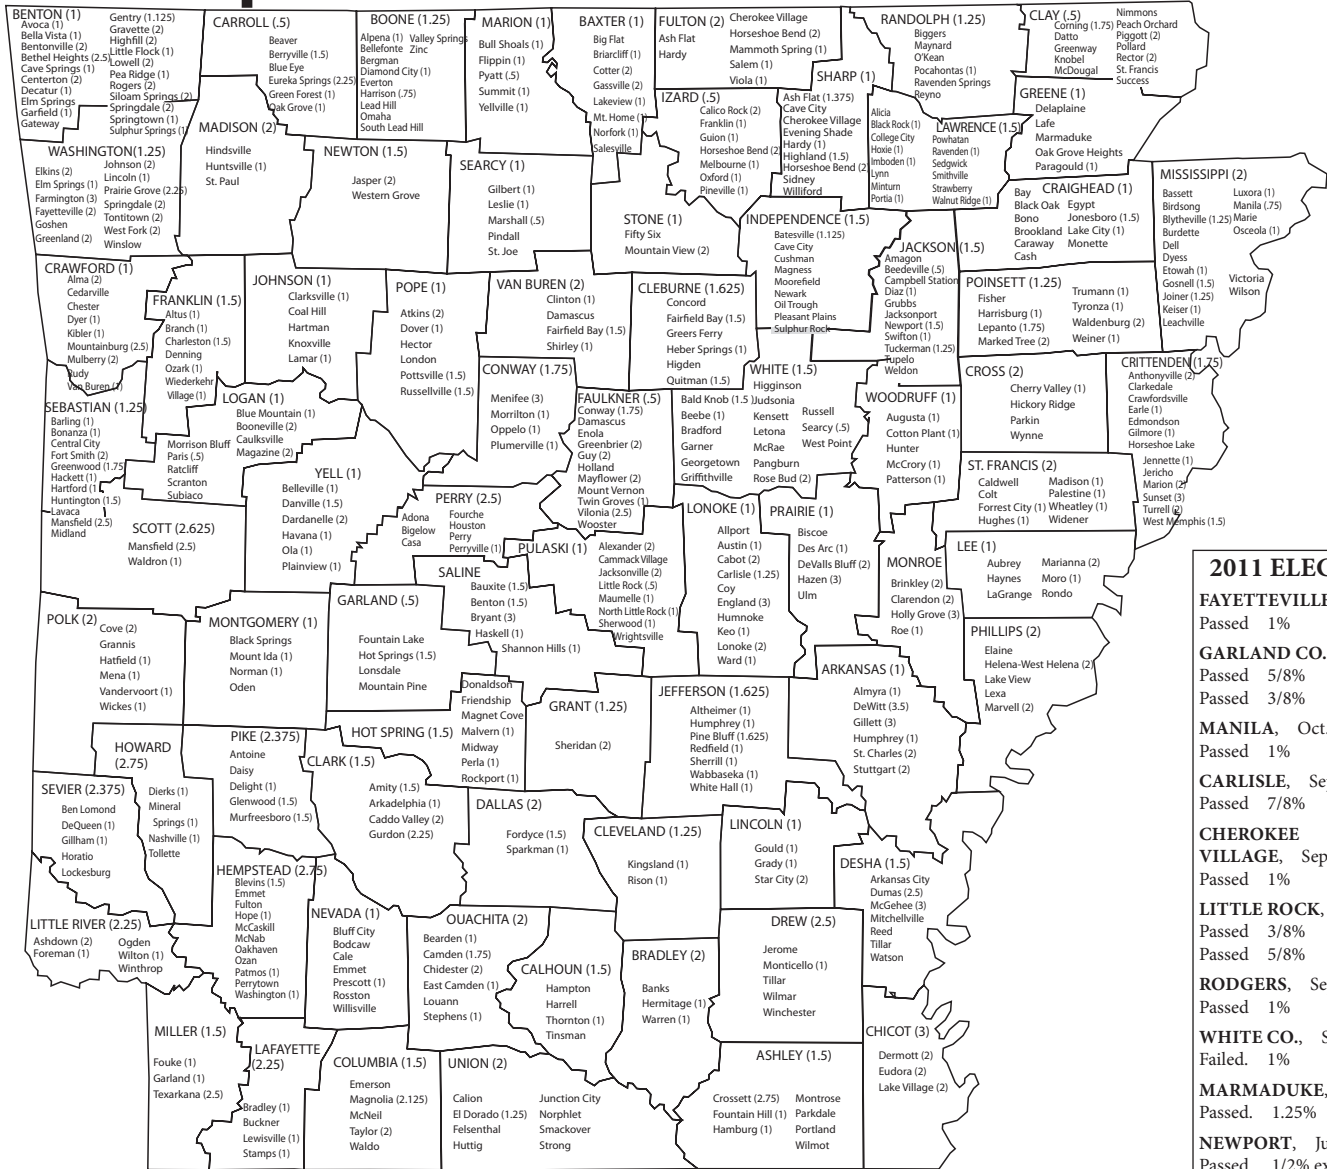 BENTON (1)
Avoca (1)
Bella Vista (1)
Bentonville (2)
Bethel Heights (2.5)
Cave Springs (1)
Centerton (2)
Decatur (1)
Elm Springs
Garfield (1)
Gateway
Gentry (1.125)
Gravette (2)
Highfill (2)
Little Flock (1)
Lowell (2)
Pea Ridge (1)
Rogers (2)
Siloam Springs (2)
Springdale (2)
Springtown (1)
Sulphur Springs (1)
CARROLL (.5)
Beaver
Berryville (1.5)
Blue Eye
Eureka Springs (2.25)
Green Forest (1)
Oak Grove (1)
BOONE (1.25)
Alpena (1) Valley Springs
Bellefonte Zinc
Bergman
Diamond City (1)
Everton
Harrison (.75)
Lead Hill
Omaha
South Lead Hill
MARION (1)
Bull Shoals (1)
Flippin (1)
Pyatt (.5)
Summit (1)
Yellville (1)
BAXTER (1)
Big Flat
Briarcliff (1)
Cotter (2)
Gassville (2)
Lakeview (1)
Mt. Home (1)
Norfork (1)
Salesville
FULTON (2)
Ash Flat
Hardy
Cherokee Village
Horseshoe Bend (2)
Mammoth Spring (1)
Salem (1)
Viola (1)
SHARP (1)
Ash Flat (1.375)
Cave City
Cherokee Village
Evening Shade
Hardy (1)
Highland (1.5)
Horseshoe Bend (2)
Sidney
Williford
RANDOLPH (1.25)
Biggers
Maynard
O'Kean
Pocahontas (1)
Ravenden Springs
Reyno
CLAY (.5)
Corning (1.75)
Datto
Greenway
Knobel
McDougal
Nimmons
Peach Orchard
Piggott (2)
Pollard
Rector (2)
St. Francis
Success
GREENE (1)
Delaplaine
Lafe
Marmaduke
Oak Grove Heights
Paragould (1)
IZARD (.5)
Calico Rock (2)
Franklin (1)
Guion (1)
Horseshoe Bend (2)
Melbourne (1)
Oxford (1)
Pineville (1)
LAWRENCE (1.5)
Alicia
Black Rock (1)
College City
Hoxie (1)
Imboden (1)
Lynn
Minturn
Portia (1)
Powhatan
Ravenden (1)
Sedgwick
Smithville
Strawberry
Walnut Ridge (1)
WASHINGTON(1.25)
Elkins (2)
Elm Springs (1)
Farmington (3)
Fayetteville (2)
Goshen
Greenland (2)
Johnson (2)
Lincoln (1)
Prairie Grove (2.25)
Springdale (2)
Tontitown (2)
West Fork (2)
Winslow
MADISON (2)
Hindsville
Huntsville (1)
St. Paul
NEWTON (1.5)
Jasper (2)
Western Grove
SEARCY (1)
Gilbert (1)
Leslie (1)
Marshall (.5)
Pindall
St. Joe
STONE (1)
Fifty Six
Mountain View (2)
INDEPENDENCE (1.5)
Batesville (1.125)
Cave City
Cushman
Magness
Moorefield
Newark
Oil Trough
Pleasant Plains
Sulphur Rock
JACKSON(1.5)
Amagon
Beedeville (.5)
Campbell Station
Diaz (1)
Grubbs
Jacksonport
Newport (1.5)
Swifton (1)
Tuckerman (1.25)
Tupelo
Weldon
CRAIGHEAD (1)
Bay
Black Oak
Bono
Brookland
Caraway
Cash
Egypt
Jonesboro (1.5)
Lake City (1)
Monette
MISSISSIPPI (2)
Bassett
Birdsong
Blytheville (1.25)
Burdette
Dell
Dyess
Etowah (1)
Gosnell (1.5)
Joiner (1.25)
Keiser (1)
Leachville
Luxora (1)
Manila (.75)
Marie
Osceola (1)
Victoria
Wilson
CRAWFORD (1)
Alma (2)
Cedarville
Chester
Dyer (1)
Kibler (1)
Mountainburg (2.5)
Mulberry (2)
Rudy
Van Buren (1)
FRANKLIN (1.5)
Altus (1)
Branch (1)
Charleston (1.5)
Denning
Ozark (1)
Wiederkehr
Village (1)
JOHNSON (1)
Clarksville (1)
Coal Hill
Hartman
Knoxville
Lamar (1)
POPE (1)
Atkins (2)
Dover (1)
Hector
London
Pottsville (1.5)
Russellville (1.5)
VAN BUREN (2)
Clinton (1)
Damascus
Fairfield Bay (1.5)
Shirley (1)
CLEBURNE (1.625)
Concord
Fairfield Bay (1.5)
Greers Ferry
Heber Springs (1)
Higden
Quitman (1.5)
POINSETT (1.25)
Fisher
Harrisburg (1)
Lepanto (1.75)
Marked Tree (2)
Trumann (1)
Tyronza (1)
Waldenburg (2)
Weiner (1)
SEBASTIAN (1.25)
Barling (1)
Bonanza (1)
Central City
Fort Smith (2)
Greenwood (1.75)
Hackett (1)
Hartford (1)
Huntington (1.5)
Lavaca
Mansfield (2.5)
Midland
LOGAN (1)
Blue Mountain (1)
Booneville (2)
Caulksville
Magazine (2)
Morrison Bluff
Paris (.5)
Ratcliff
Scranton
Subiaco
CONWAY (1.75)
Menifee (3)
Morrilton (1)
Oppelo (1)
Plumerville (1)
FAULKNER (.5)
Conway (1.75)
Damascus
Enola
Greenbrier (2)
Guy (2)
Holland
Mayflower (2)
Mount Vernon
Twin Groves (1)
Vilonia (2.5)
Wooster
WHITE (1.5)
Higginson
Bald Knob (1.5)
Beebe (1)
Bradford
Garner
Georgetown
Griffithville
Judsonia
Kensett
Letona
McRae
Pangburn
Rose Bud (2)
Russell
Searcy (.5)
West Point
WOODRUFF (1)
Augusta (1)
Cotton Plant (1)
Hunter
McCrory (1)
Patterson (1)
CROSS (2)
Cherry Valley (1)
Hickory Ridge
Parkin
Wynne
CRITTENDEN(1.75)
Anthonyville (2)
Clarkedale
Crawfordsville
Earle (1)
Edmondson
Gilmore (1)
Horseshoe Lake
Jennette (1)
Jericho
Marion (2)
Sunset (3)
Turrell (2)
West Memphis (1.5)
ST. FRANCIS (2)
Caldwell
Colt
Forrest City (1)
Hughes (1)
Madison (1)
Palestine (1)
Wheatley (1)
Widener
SCOTT (2.625)
Mansfield (2.5)
Waldron (1)
YELL (1)
Belleville (1)
Danville (1.5)
Dardanelle (2)
Havana (1)
Ola (1)
Plainview (1)
PERRY (2.5)
Adona
Bigelow
Casa
Fourche
Houston
Perry
Perryville (1)
PULASKI (1)
Alexander (2)
Cammack Village
Jacksonville (2)
Little Rock (.5)
Maumelle (1)
North Little Rock (1)
Sherwood (1)
Wrightsville
LONOKE (1)
Allport
Austin (1)
Cabot (2)
Carlisle (1.25)
Coy
England (3)
Humnoke
Keo (1)
Lonoke (2)
Ward (1)
PRAIRIE (1)
Biscoe
Des Arc (1)
DeValls Bluff (2)
Hazen (3)
Ulm
MONROE
Brinkley (2)
Clarendon (2)
Holly Grove (3)
Roe (1)
LEE (1)
Aubrey
Haynes
LaGrange
Marianna (2)
Moro (1)
Rondo
SALINE
Bauxite (1.5)
Benton (1.5)
Bryant (3)
Haskell (1)
Shannon Hills (1)
GARLAND (.5)
Fountain Lake
Hot Springs (1.5)
Lonsdale
Mountain Pine
POLK (2)
Cove (2)
Grannis
Hatfield (1)
Mena (1)
Vandervoort (1)
Wickes (1)
MONTGOMERY (1)
Black Springs
Mount Ida (1)
Norman (1)
Oden
PHILLIPS (2)
Elaine
Helena-West Helena (2)
Lake View
Lexa
Marvell (2)
ARKANSAS (1)
Almyra (1)
DeWitt (3.5)
Gillett (3)
Humphrey (1)
St. Charles (2)
Stuttgart (2)
JEFFERSON (1.625)
Altheimer (1)
Humphrey (1)
Pine Bluff (1.625)
Redfield (1)
Sherrill (1)
Wabbaseka (1)
White Hall (1)
GRANT (1.25)
Sheridan (2)
HOT SPRING (1.5)
Donaldson
Friendship
Magnet Cove
Malvern (1)
Midway
Perla (1)
Rockport (1)
HOWARD
(2.75)
Dierks (1)
Mineral
Springs (1)
Nashville (1)
Tollette
PIKE (2.375)
Antoine
Daisy
Delight (1)
Glenwood (1.5)
Murfreesboro (1.5)
CLARK (1.5)
Amity (1.5)
Arkadelphia (1)
Caddo Valley (2)
Gurdon (2.25)
SEVIER (2.375)
Ben Lomond
DeQueen (1)
Gillham (1)
Horatio
Lockesburg
DALLAS (2)
Fordyce (1.5)
Sparkman (1)
CLEVELAND (1.25)
Kingsland (1)
Rison (1)
LINCOLN (1)
Gould (1)
Grady (1)
Star City (2)
DESHA (1.5)
Arkansas City
Dumas (2.5)
McGehee (3)
Mitchellville
Reed
Tillar
Watson
HEMPSTEAD (2.75)
Blevins (1.5)
Emmet
Fulton
Hope (1)
McCaskill
McNab
Oakhaven
Ozan
Patmos (1)
Perrytown
Washington (1)
NEVADA (1)
Bluff City
Bodcaw
Cale
Emmet
Prescott (1)
Rosston
Willisville
LITTLE RIVER (2.25)
Ashdown (2)
Foreman (1)
Ogden
Wilton (1)
Winthrop
OUACHITA (2)
Bearden (1)
Camden (1.75)
Chidester (2)
East Camden (1)
Louann
Stephens (1)
CALHOUN (1.5)
Hampton
Harrell
Thornton (1)
Tinsman
BRADLEY (2)
Banks
Hermitage (1)
Warren (1)
DREW (2.5)
Jerome
Monticello (1)
Tillar
Wilmar
Winchester
MILLER (1.5)
Fouke (1)
Garland (1)
Texarkana (2.5)
LAFAYETTE
(2.25)
Bradley (1)
Buckner
Lewisville (1)
Stamps (1)
COLUMBIA (1.5)
Emerson
Magnolia (2.125)
McNeil
Taylor (2)
Waldo
UNION (2)
Calion
El Dorado (1.25)
Felsenthal
Huttig
Junction City
Norphlet
Smackover
Strong
ASHLEY (1.5)
Crossett (2.75)
Fountain Hill (1)
Hamburg (1)
Montrose
Parkdale
Portland
Wilmot
CHICOT (3)
Dermott (2)
Eudora (2)
Lake Village (2)
2011 ELEC
FAYETTEVILLE
Passed 1%
GARLAND CO.
Passed 5/8%
Passed 3/8%
MANILA, Oct.
Passed 1%
CARLISLE, Se
Passed 7/8%
CHEROKEE
VILLAGE, Sep
Passed 1%
LITTLE ROCK,
Passed 3/8%
Passed 5/8%
RODGERS, Se
Passed 1%
WHITE CO., S
Failed. 1%
MARMADUKE,
Passed. 1.25%
NEWPORT, Ju
Passed 1/2% ex